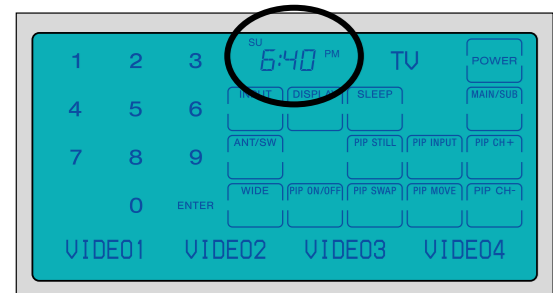 SU
1 2 3 6:40 PM TV POWER
INPUT DISPLAY SLEEP MAIN/SUB
4 5 6
ANT/SW PIP STILL PIP INPUT PIP CH+
7 8 9
WIDE PIP ON/OFF PIP SWAP PIP MOVE PIP CH-
0 ENTER
VIDEO1 VIDEO2 VIDEO3 VIDEO4